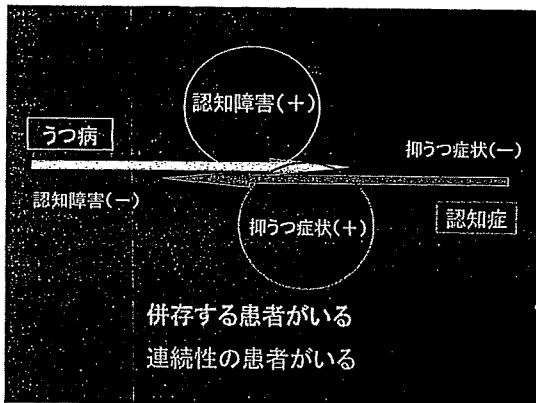 認知障害(+)
うつ病
抑うつ症状(−)
認知障害(−)
抑うつ症状(+)
認知症
併存する患者がいる
連続性の患者がいる